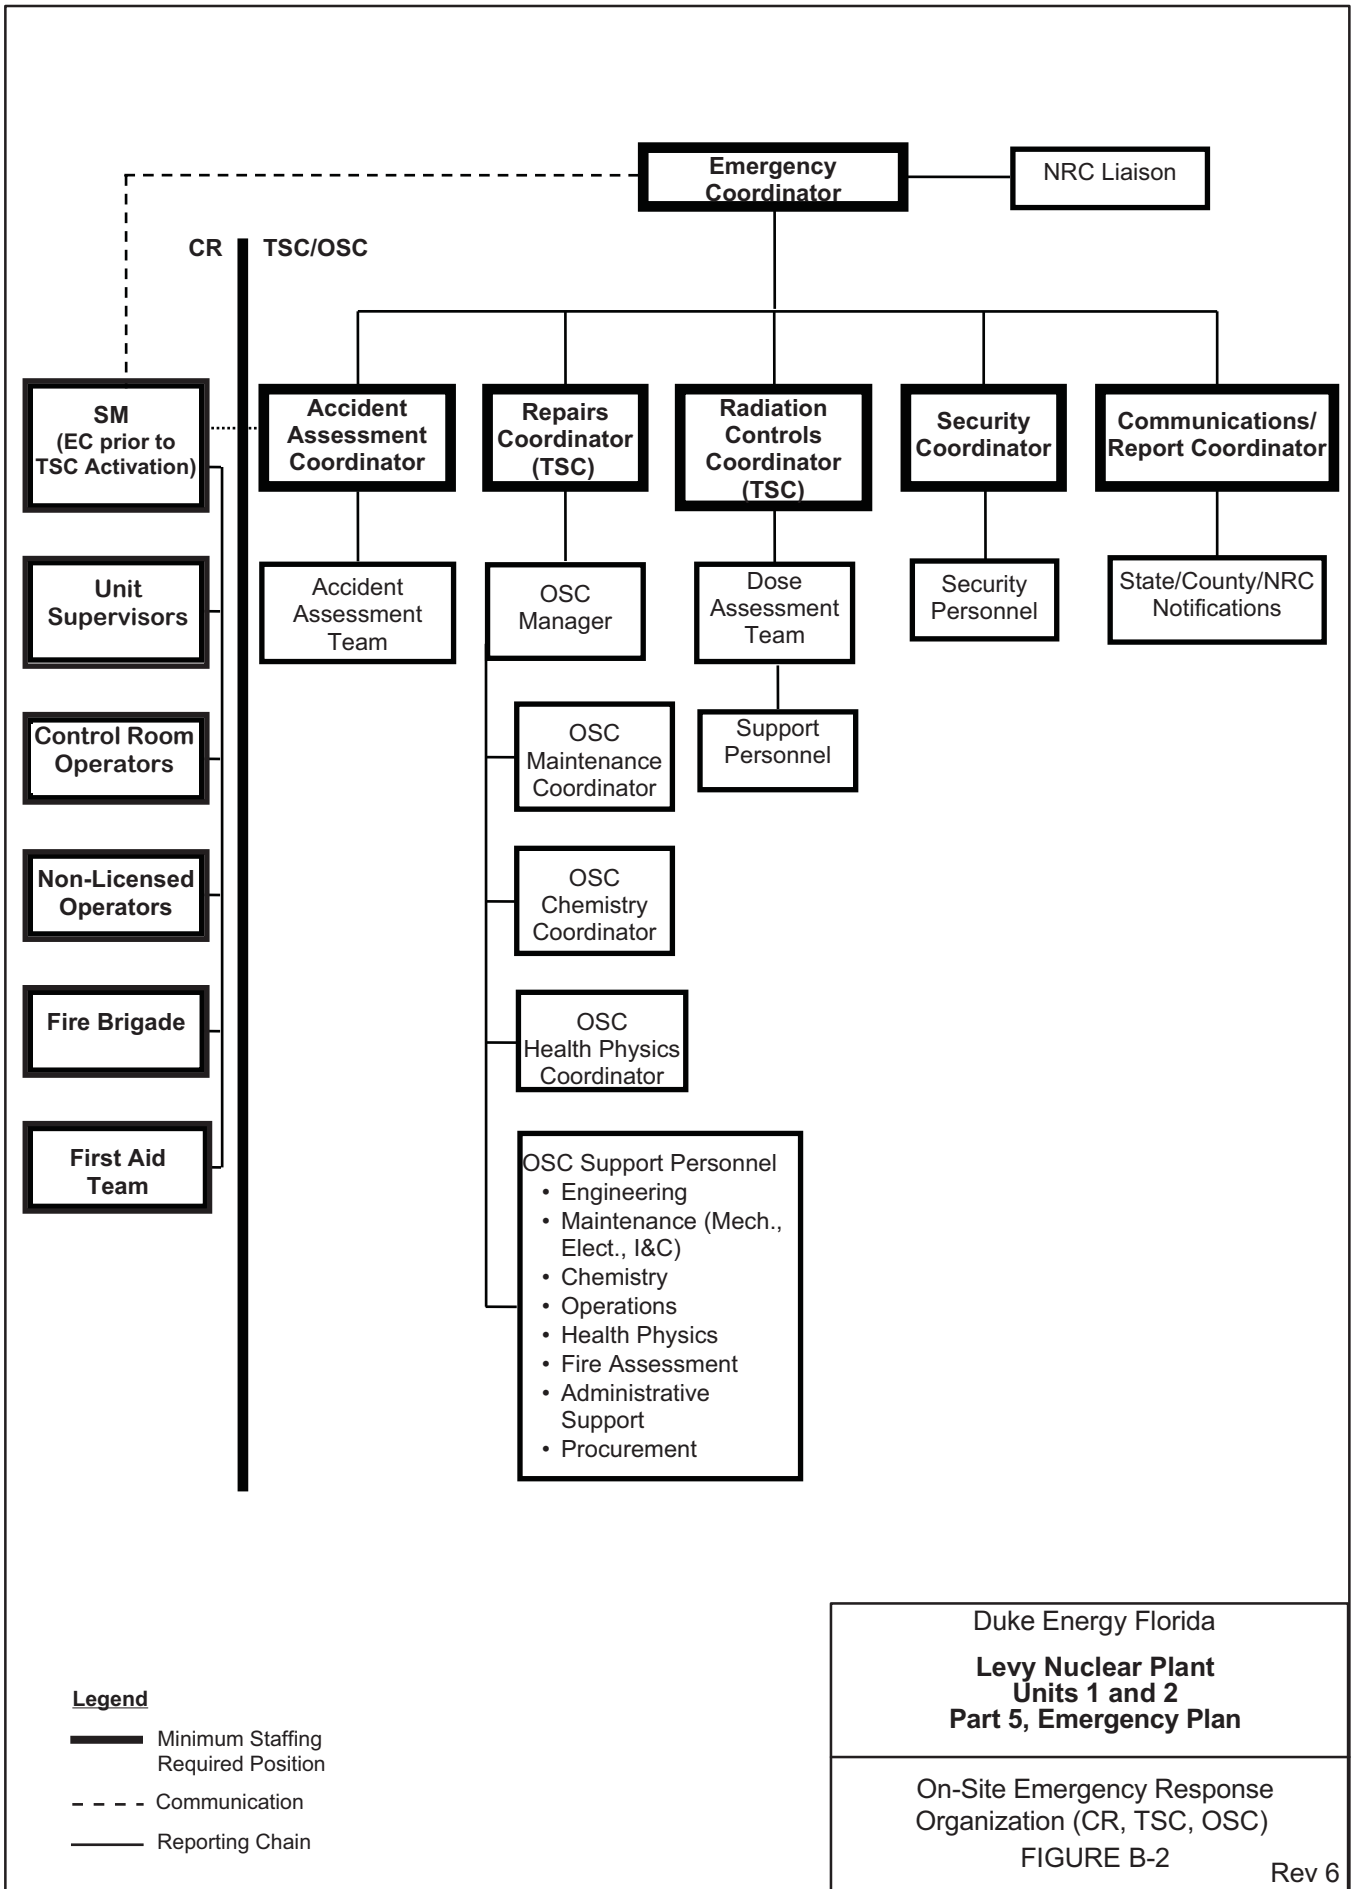 Emergency
Coordinator
NRC Liaison
CR
TSC/OSC
SM
(EC prior to
TSC Activation)
Accident
Assessment
Coordinator
Repairs
Coordinator
(TSC)
Radiation
Controls
Coordinator
(TSC)
Security
Coordinator
Communications/
Report Coordinator
Unit
Supervisors
Accident
Assessment
Team
OSC
Manager
Dose
Assessment
Team
Security
Personnel
State/County/NRC
Notifications
Control Room
Operators
OSC
Maintenance
Coordinator
Support
Personnel
Non-Licensed
Operators
OSC
Chemistry
Coordinator
Fire Brigade
OSC
Health Physics
Coordinator
First Aid
Team
OSC Support Personnel
• Engineering
• Maintenance (Mech.,
Elect., I&C)
• Chemistry
• Operations
• Health Physics
• Fire Assessment
• Administrative
Support
• Procurement
Legend
Minimum Staffing
Required Position
Communication
Reporting Chain
Duke Energy Florida
Levy Nuclear Plant
Units 1 and 2
Part 5, Emergency Plan
On-Site Emergency Response
Organization (CR, TSC, OSC)
FIGURE B-2
Rev 6